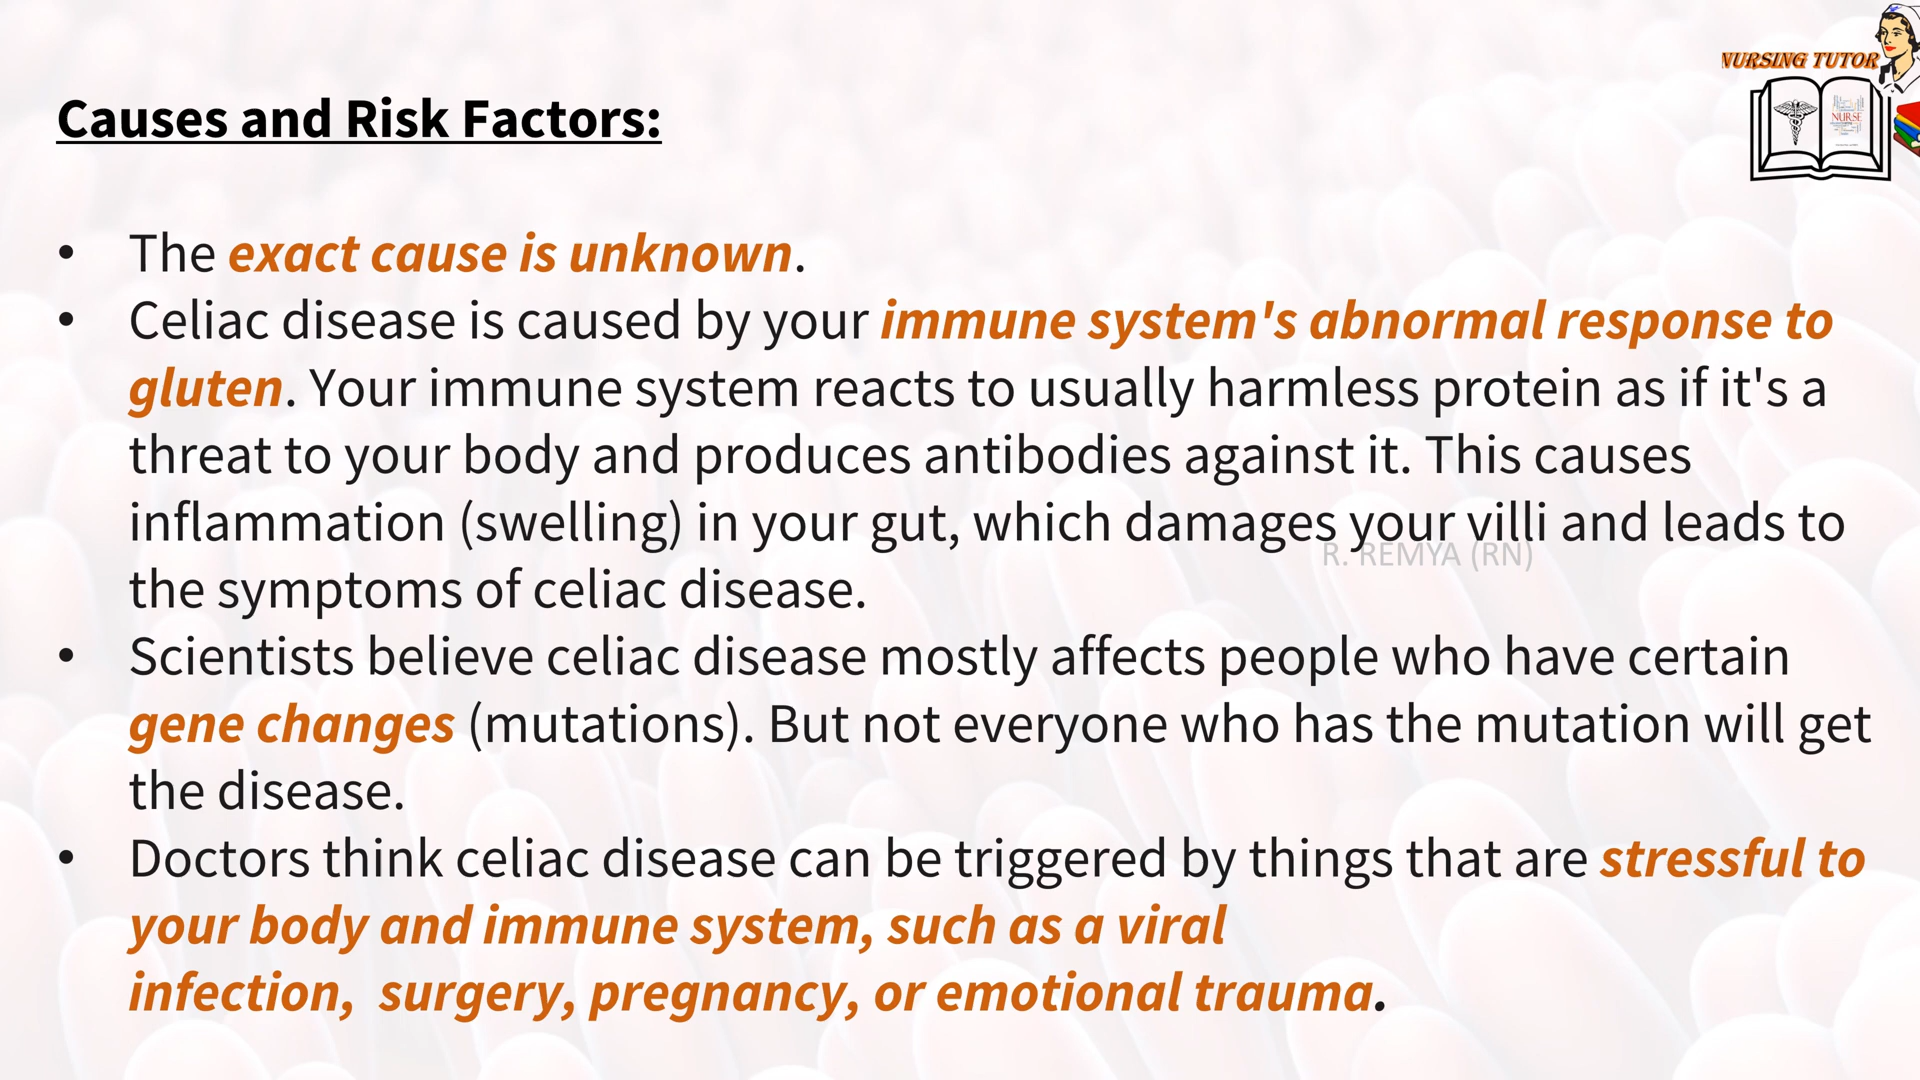 NURSING TUTOR
NURSE
Causes and Risk Factors:
• The exact cause is unknown.
• Celiac disease is caused by your immune system's abnormal response to
gluten. Your immune system reacts to usually harmless protein as if it's a
threat to your body and produces antibodies against it. This causes
inflammation (swelling) in your gut, which damages your villi and leads to
R. REMYA (RN)
the symptoms of celiac disease.
• Scientists believe celiac disease mostly affects people who have certain
gene changes (mutations). But not everyone who has the mutation will get
the disease.
• Doctors think celiac disease can be triggered by things that are stressful to
your body and immune system, such as a viral
infection,  surgery, pregnancy, or emotional trauma.